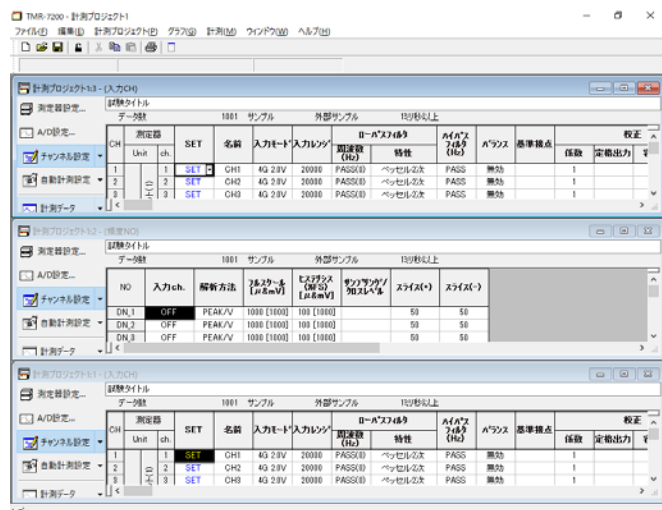 TMR-7200 - 計測プロジェクト1
ファイル(F) 編集(E) 計測プロジェクト(P) グラフ(G) 計測(M) ウィンドウ(W) ヘルプ(H)
計測プロジェクト1:3 - (入力CH)
測定器設定...
A/D設定...
チャンネル設定
自動計測設定
計測データ
試験タイトル
データ数 1001 サンプル 外部サンプル
CH 測定器 SET 名前 入力モード 入力レンジ ローパスフィルタ ハイパスフィルタ(Hz) バランス 基準接点 校正
Unit ch. 周波数(Hz) 特性 係数 定格出力
1 1 SET CH1 4G 2.0V 20000 PASS(0) ベッセル2次 PASS 無効 1
2 2 SET CH2 4G 2.0V 20000 PASS(0) ベッセル2次 PASS 無効 1
3 3 SET CH3 4G 2.0V 20000 PASS(0) ベッセル2次 PASS 無効 1
計測プロジェクト1:2 - (頻度NO)
測定器設定...
A/D設定...
チャンネル設定
自動計測設定
計測データ
試験タイトル
データ数 1001 サンプル 外部サンプル
NO 入力ch. 解析方法 フルスケール[με mV] ヒステリシス(%FS)[με mV] スライス(+) スライス(-)
DN_1 OFF PEAK/V 1000 [1000] 100 [1000] 50 50
DN_2 OFF PEAK/V 1000 [1000] 100 [1000] 50 50
DN_3 OFF PEAK/V 1000 [1000] 100 [1000] 50 50
計測プロジェクト1:1 - (入力CH)
測定器設定...
A/D設定...
チャンネル設定
自動計測設定
計測データ
試験タイトル
データ数 1001 サンプル 外部サンプル
CH 測定器 SET 名前 入力モード 入力レンジ ローパスフィルタ ハイパスフィルタ(Hz) バランス 基準接点 校正
Unit ch. 周波数(Hz) 特性 係数 定格出力
1 1 SET CH1 4G 2.0V 20000 PASS(0) ベッセル2次 PASS 無効 1
2 2 SET CH2 4G 2.0V 20000 PASS(0) ベッセル2次 PASS 無効 1
3 3 SET CH3 4G 2.0V 20000 PASS(0) ベッセル2次 PASS 無効 1